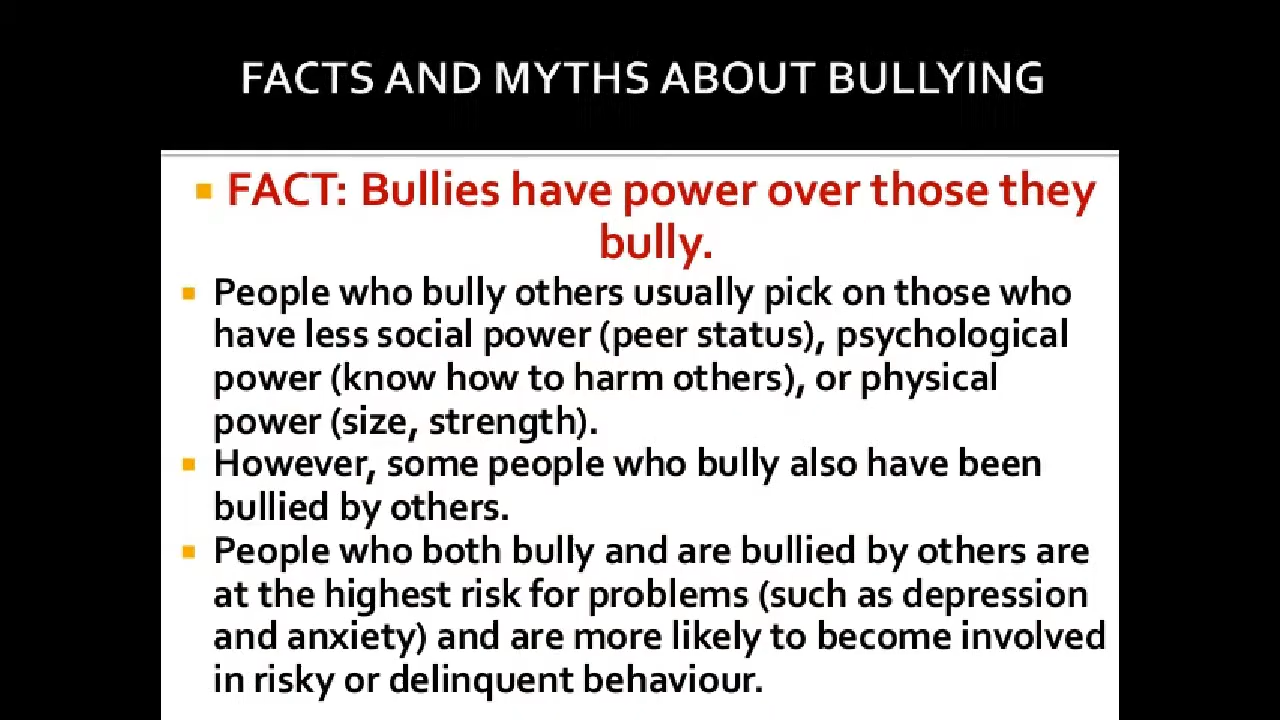 FACTS AND MYTHS ABOUT BULLYING
▪ FACT: Bullies have power over those they
bully.
▪ People who bully others usually pick on those who
have less social power (peer status), psychological
power (know how to harm others), or physical
power (size, strength).
▪ However, some people who bully also have been
bullied by others.
▪ People who both bully and are bullied by others are
at the highest risk for problems (such as depression
and anxiety) and are more likely to become involved
in risky or delinquent behaviour.